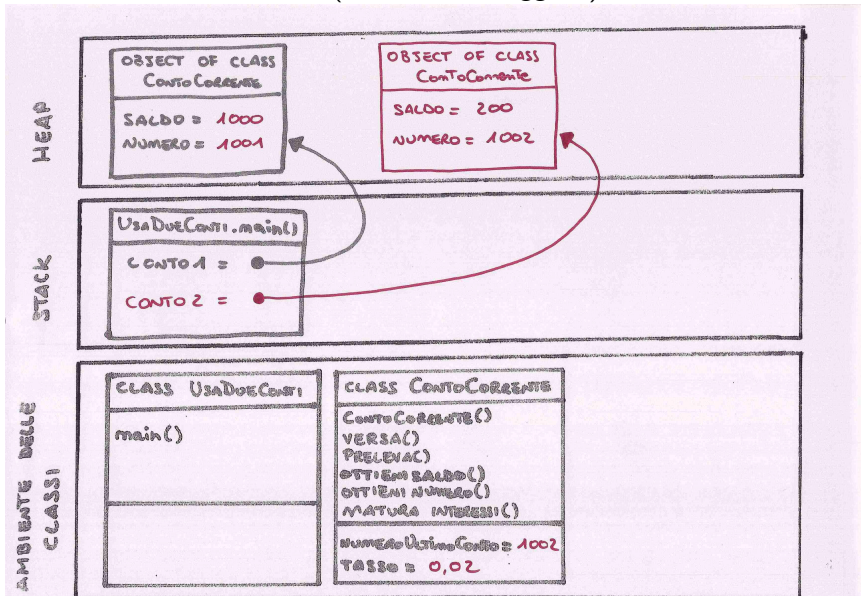 HEAP
OBJECT OF CLASS
ContoCorrente
SALDO = 1000
NUMERO = 1001
OBJECT OF CLASS
ContoCorrente
SALDO = 200
NUMERO = 1002
STACK
UsaDueConti.main()
CONTO1 =
CONTO2 =
AMBIENTE DELLE
CLASSI
CLASS UsaDueConti
main()
CLASS ContoCorrente
ContoCorrente()
VERSA()
PRELEVA()
OTTIENI SALDO()
OTTIENI NUMERO()
MATURA INTERESSI()
NUMEROUltimoConto = 1002
TASSO = 0,02